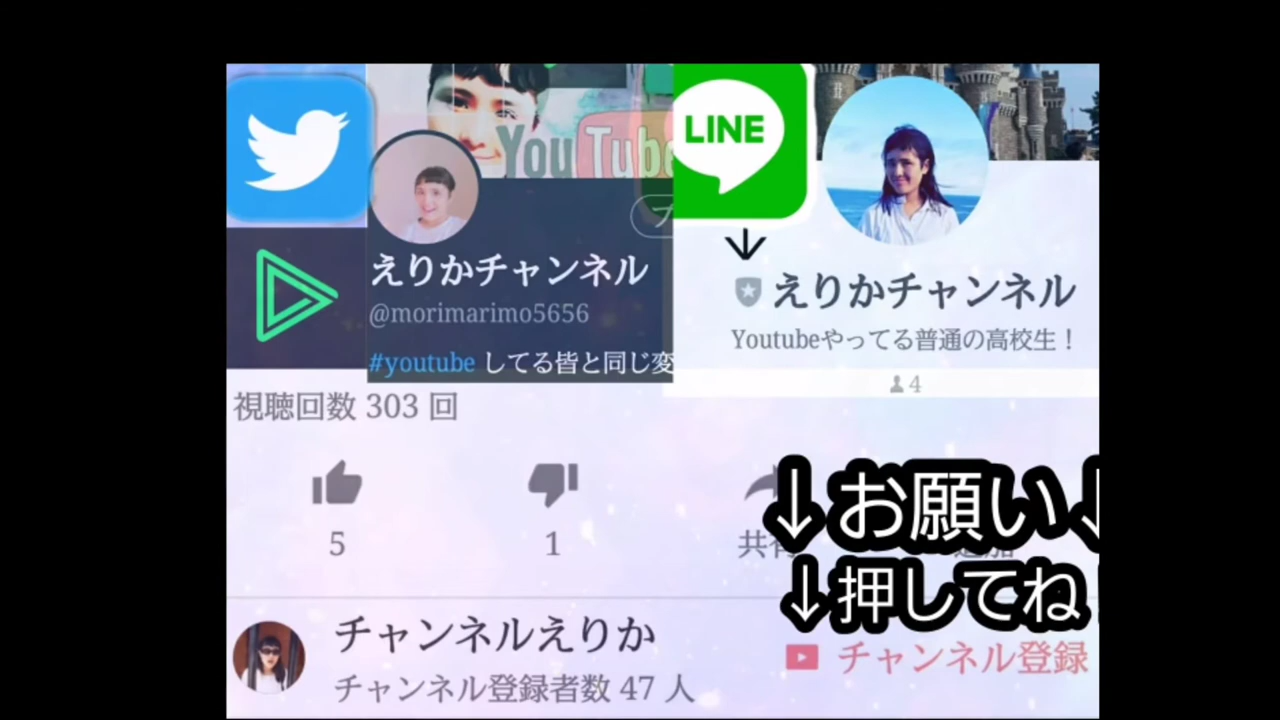 YouTube
LINE
えりかチャンネル
@morimarimo5656
#youtube してる皆と同じ変
えりかチャンネル
Youtubeやってる普通の高校生！
4
視聴回数 303 回
5
1
共有
追加
↓お願い↓
↓押してね
チャンネルえりか
チャンネル登録者数 47 人
チャンネル登録